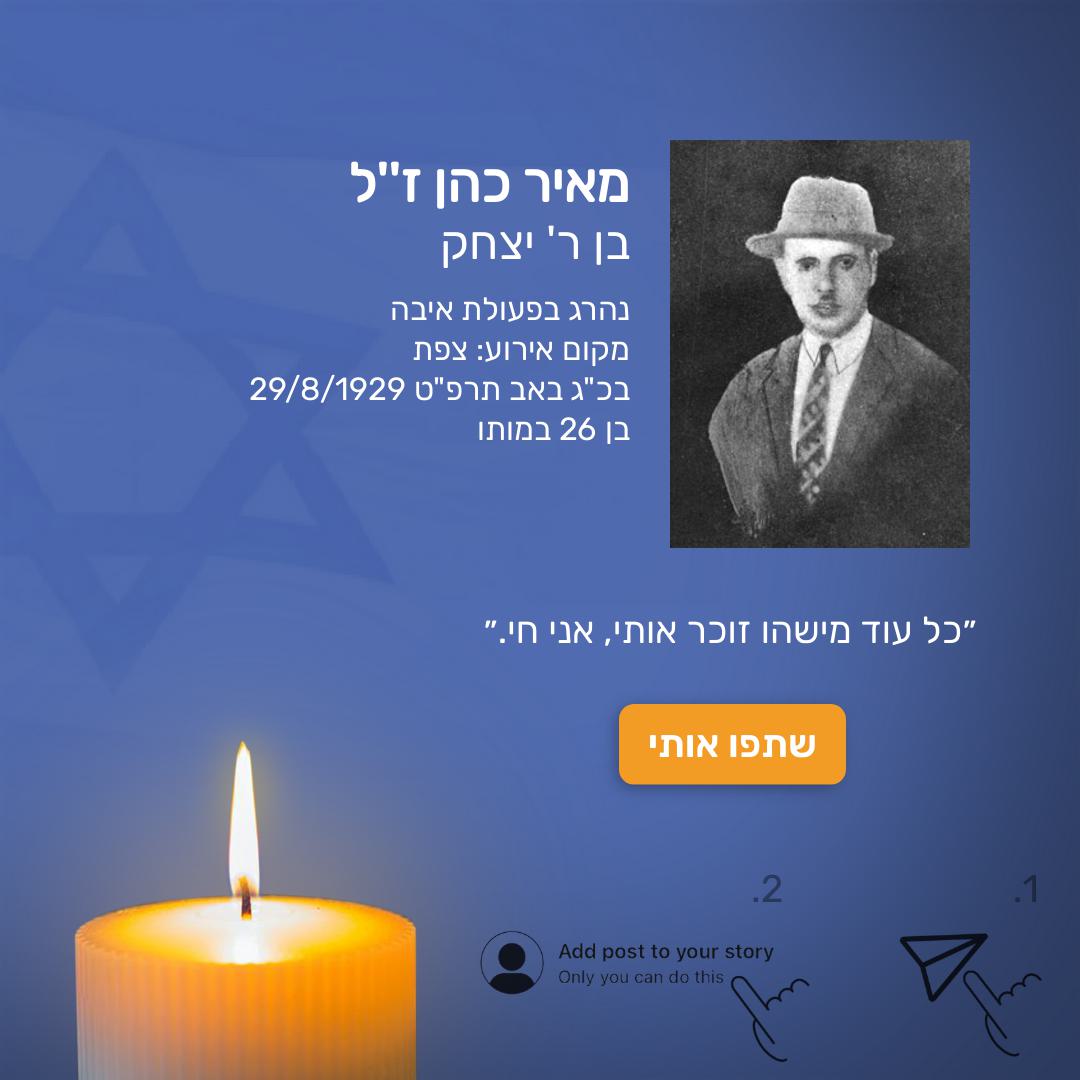 מאיר כהן ז"ל
בן ר' יצחק
נהרג בפעולת איבה
מקום אירוע: צפת
בכ"ג באב תרפ"ט 29/8/1929
בן 26 במותו
״כל עוד מישהו זוכר אותי, אני חי.״
שתפו אותי
1.
2.
Add post to your story
Only you can do this